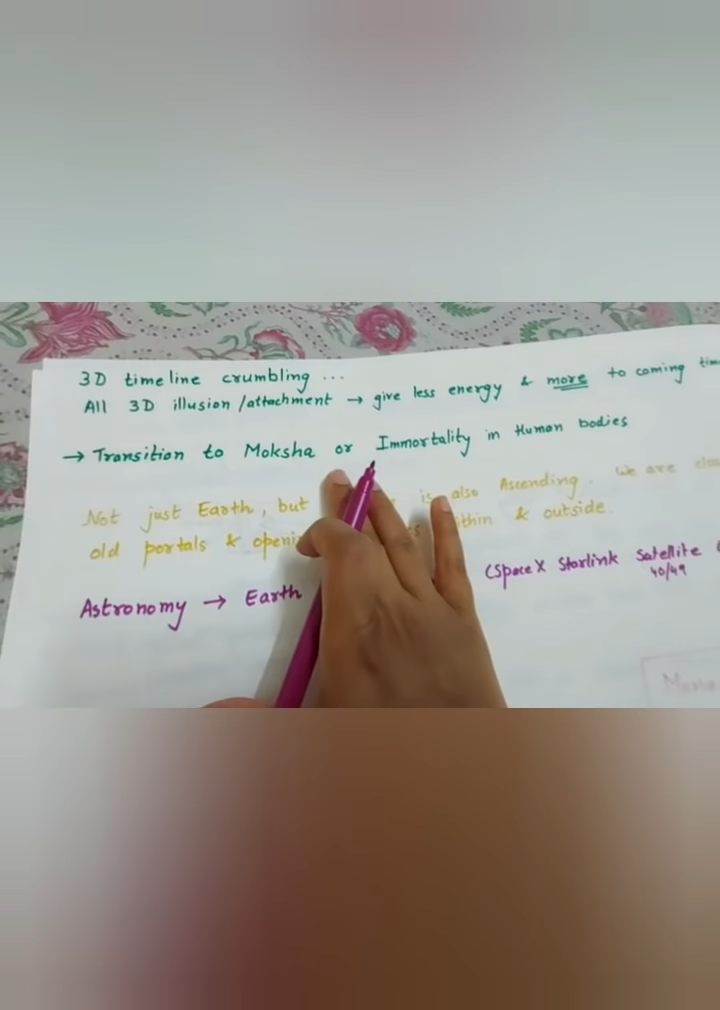 3D timeline crumbling ...
All 3D illusion/attachment → give less energy & more to coming
→ Transition to Moksha or Immortality in Human bodies
Not just Earth, but is also Ascending. We are
old portals & within & outside.
Astronomy → Earth (SpaceX Starlink Satellite
40/49